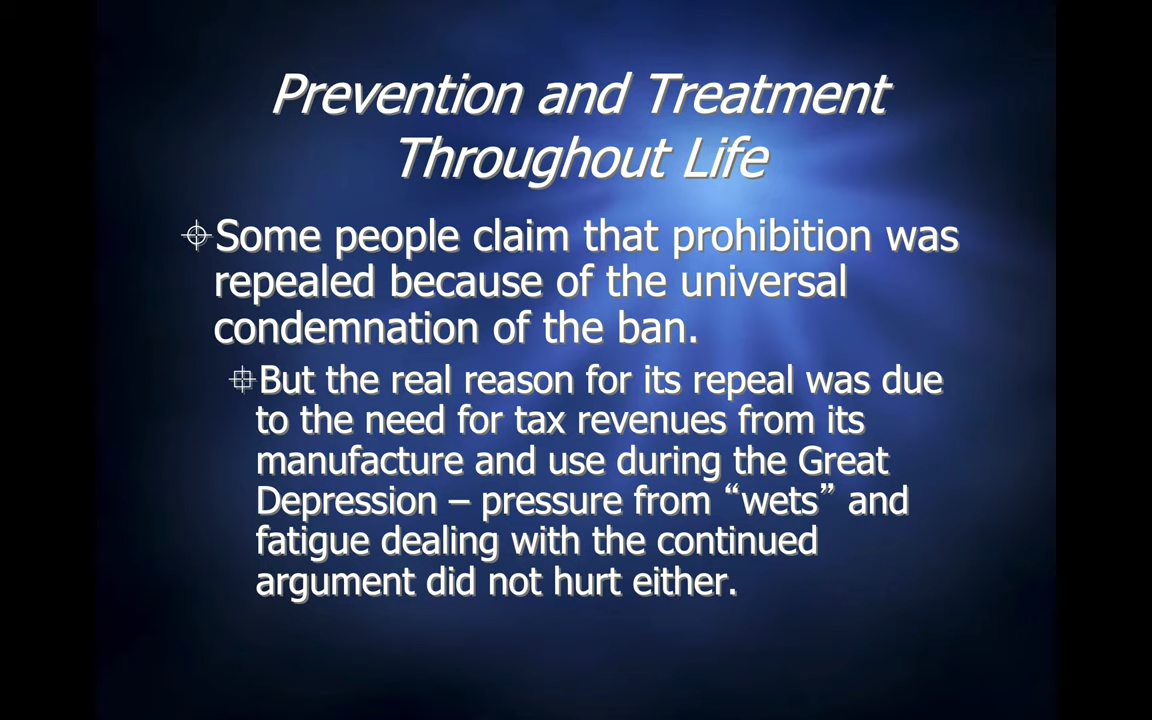 Prevention and Treatment
Throughout Life
Some people claim that prohibition was
repealed because of the universal
condemnation of the ban.
But the real reason for its repeal was due
to the need for tax revenues from its
manufacture and use during the Great
Depression – pressure from “wets” and
fatigue dealing with the continued
argument did not hurt either.